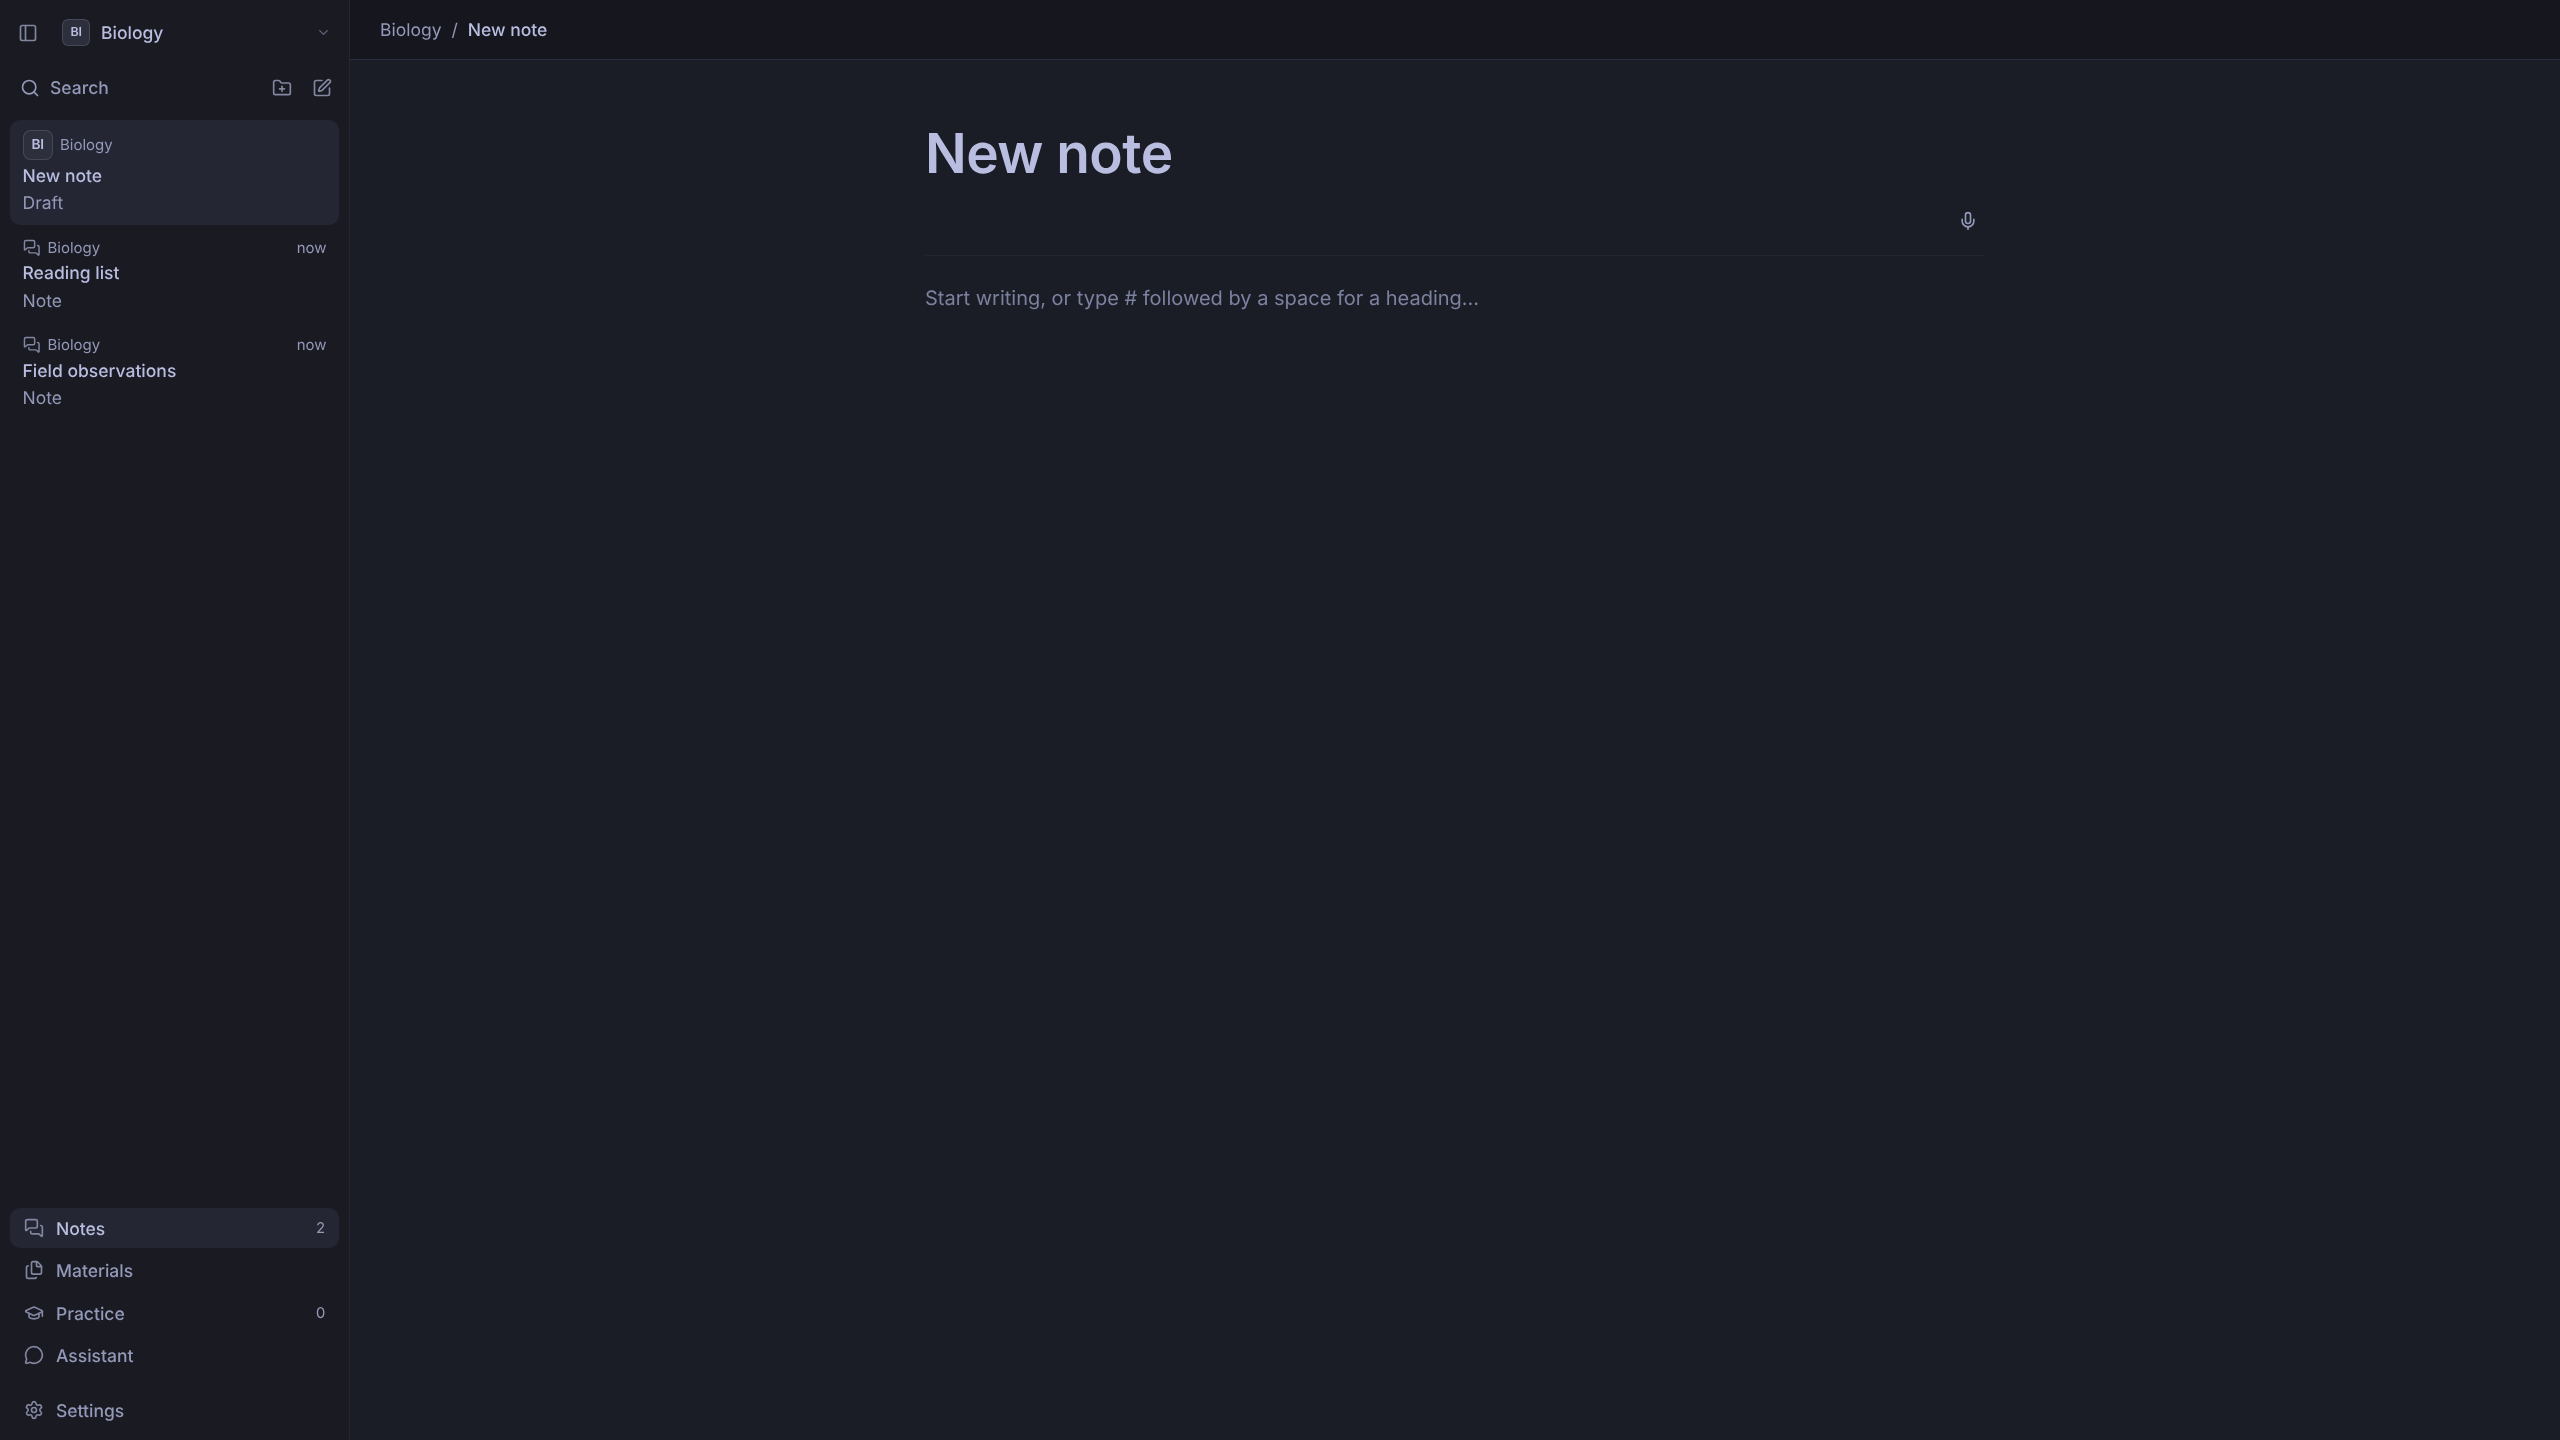 BI Biology
Biology / New note
Search
BI Biology
New note
Draft
Biology now
Reading list
Note
Biology now
Field observations
Note
New note
Start writing, or type # followed by a space for a heading...
Notes 2
Materials
Practice 0
Assistant
Settings